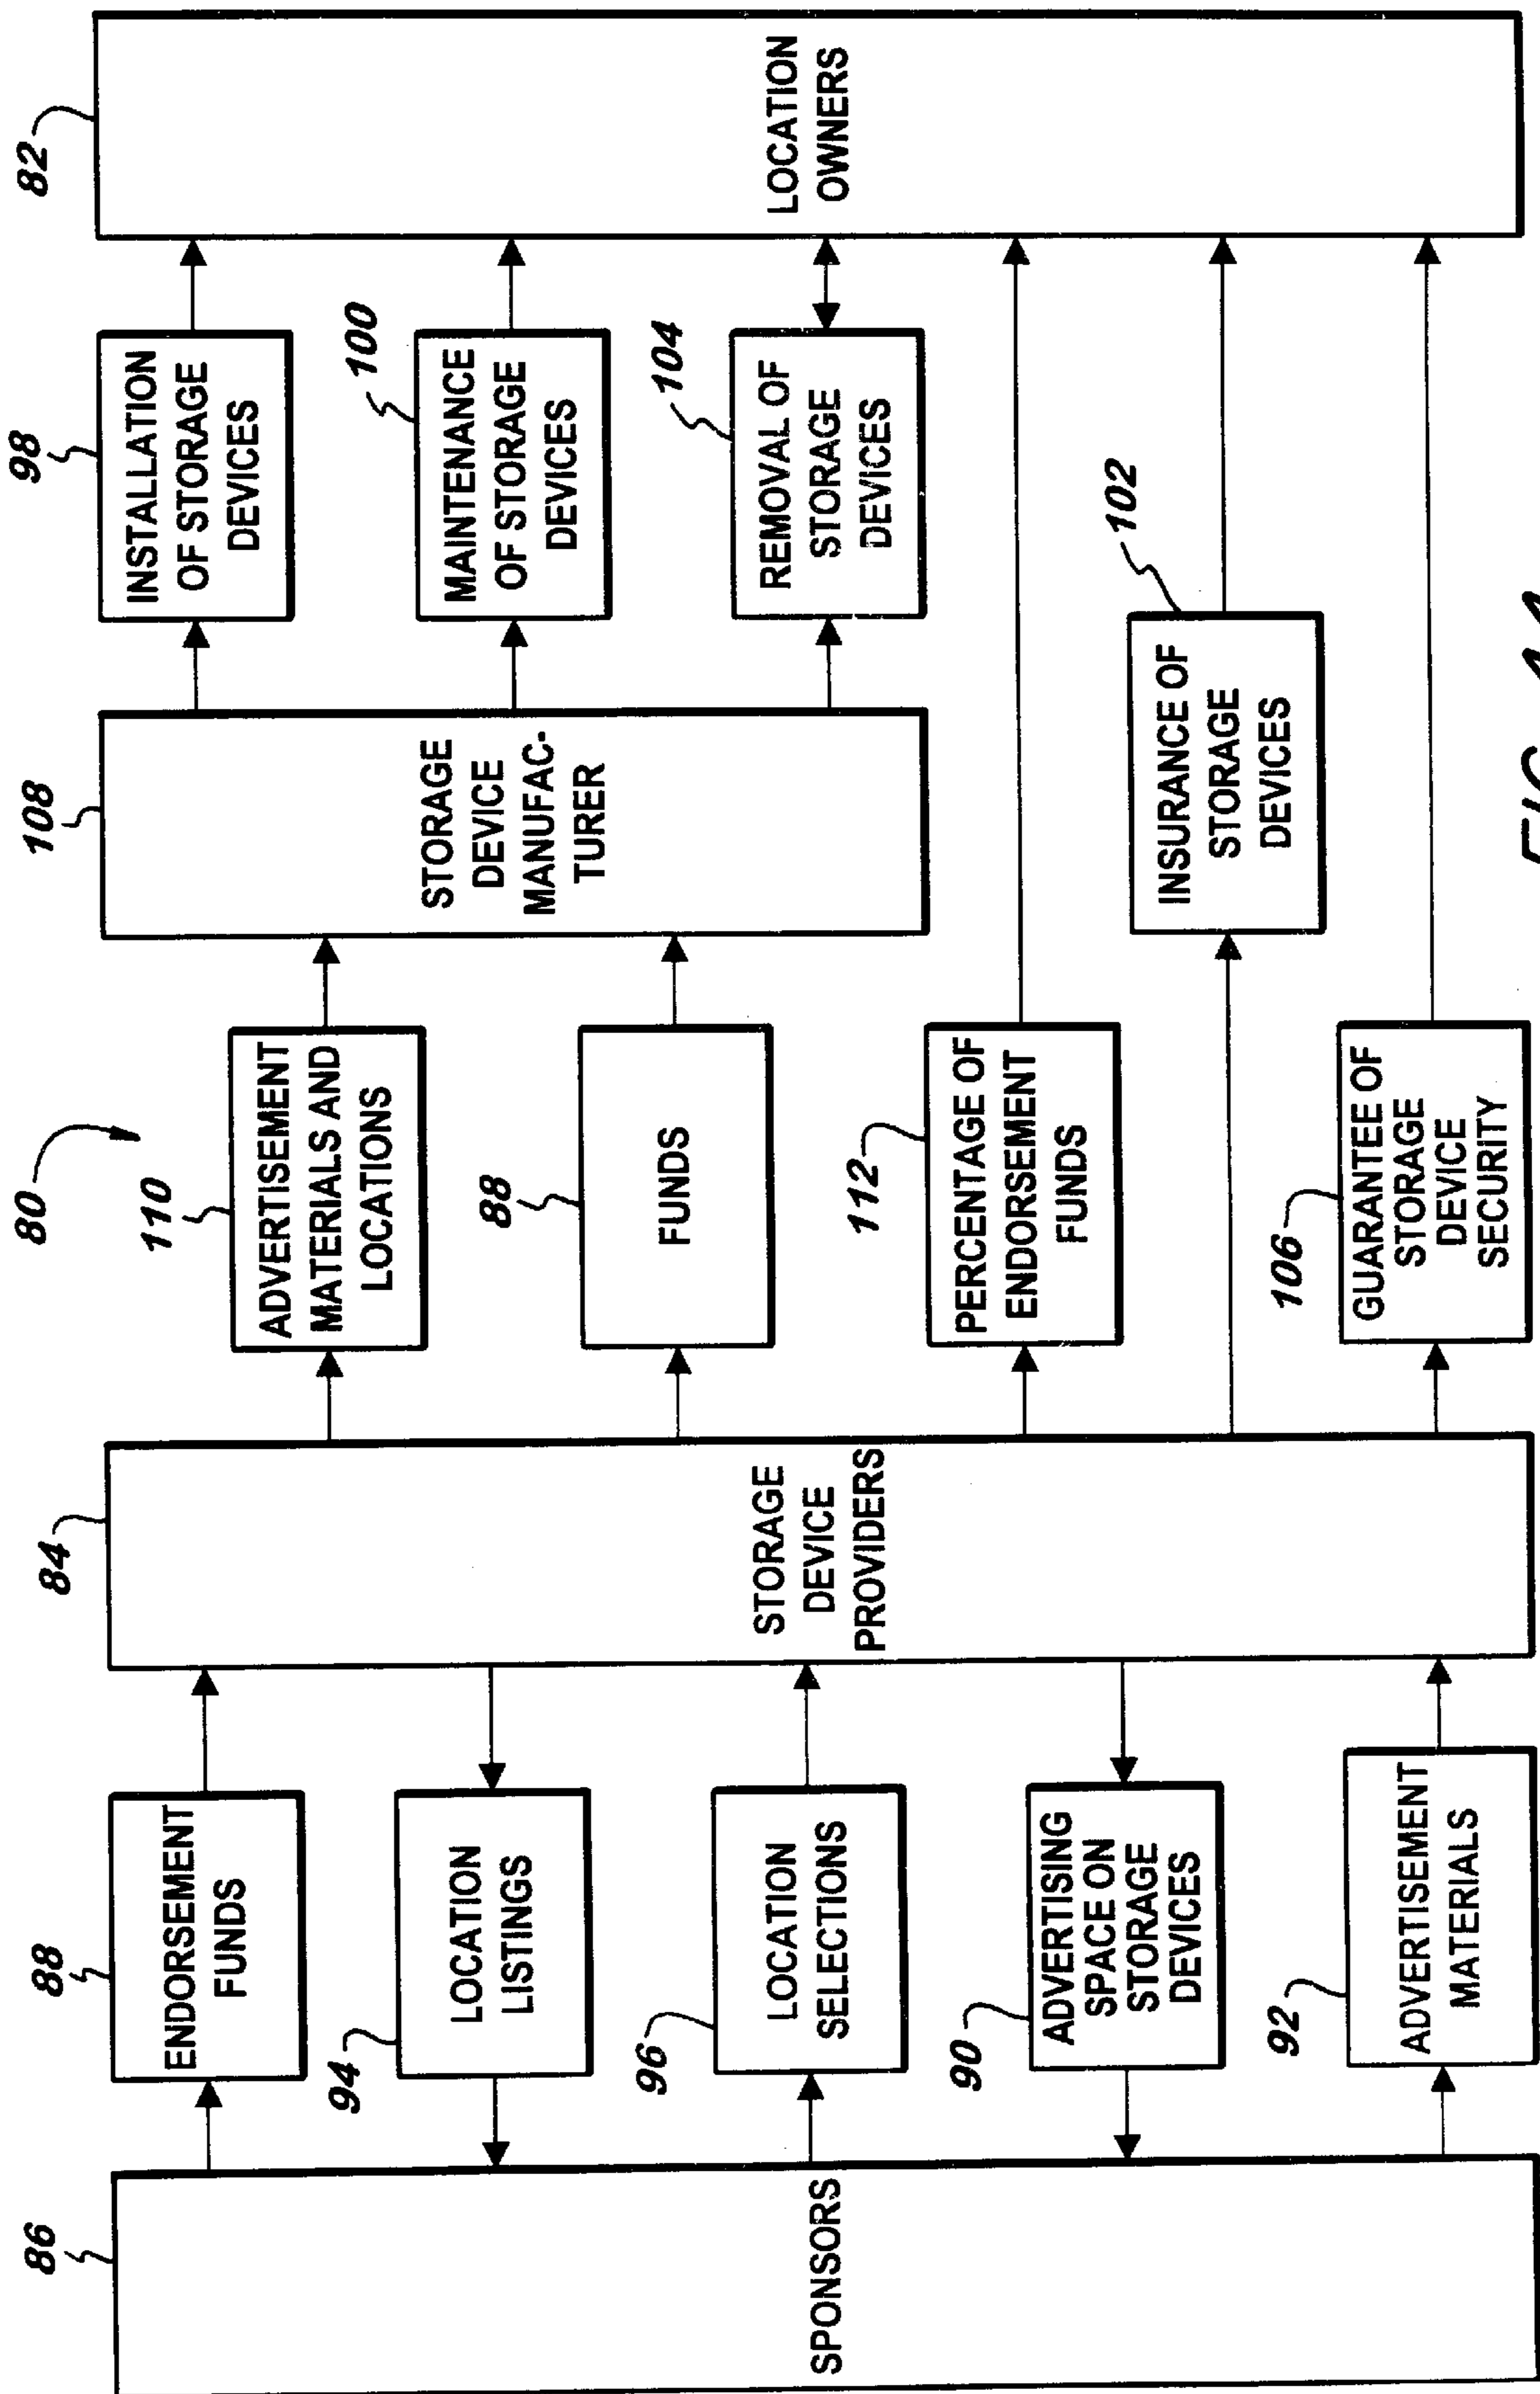 80
86
SPONSORS
88
ENDORSEMENT
FUNDS
94
LOCATION
LISTINGS
96
LOCATION
SELECTIONS
90
ADVERTISING
SPACE ON
STORAGE
DEVICES
92
ADVERTISEMENT
MATERIALS
84
STORAGE
DEVICE
PROVIDERS
110
ADVERTISEMENT
MATERIALS AND
LOCATIONS
88
FUNDS
112
PERCENTAGE OF
ENDORSEMENT
FUNDS
106
GUARANTEE OF
STORAGE
DEVICE
SECURITY
108
STORAGE
DEVICE
MANUFAC-
TURER
102
INSURANCE OF
STORAGE
DEVICES
98
INSTALLATION
OF STORAGE
DEVICES
100
MAINTENANCE
OF STORAGE
DEVICES
104
REMOVAL OF
STORAGE
DEVICES
82
LOCATION
OWNERS